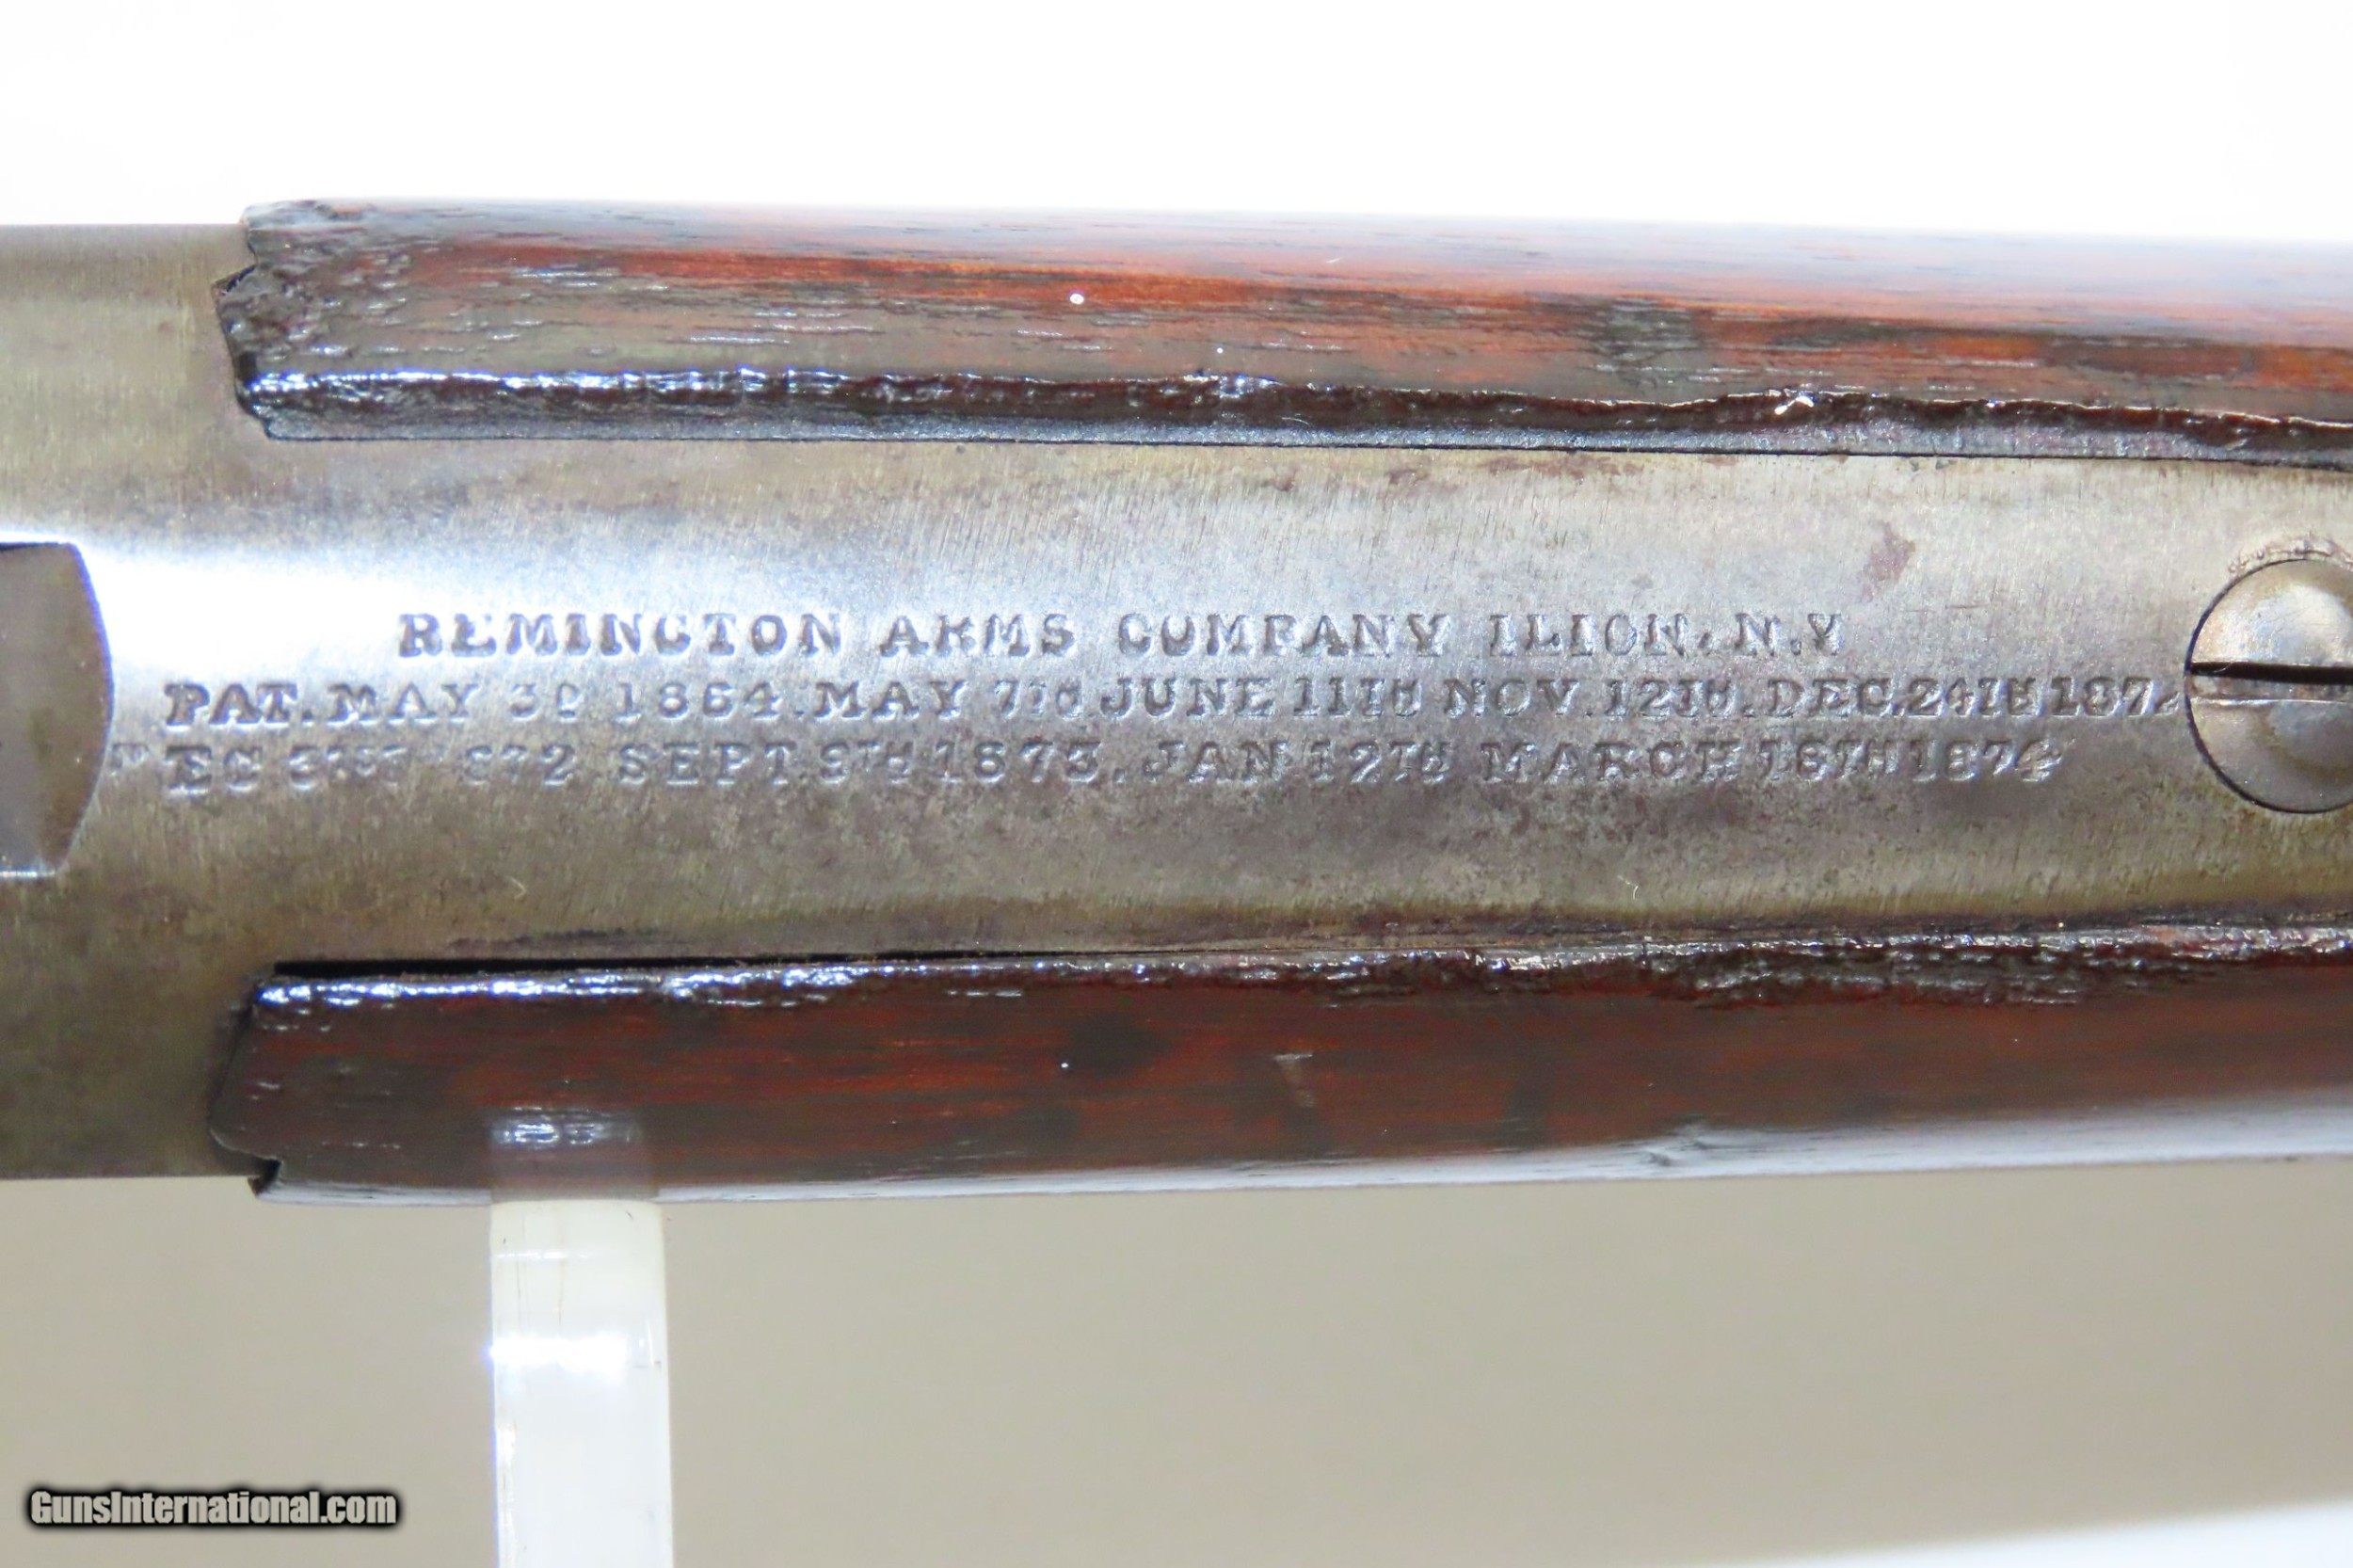 REMINGTON ARMS COMPANY ILION, N.Y
PAT. MAY 3D 1864. MAY 7TH JUNE 11TH NOV. 12TH. DEC. 24TH 187
SEPT. 9TH 1873, JAN 12TH MARCH 16TH 1874
GunsInternational.com